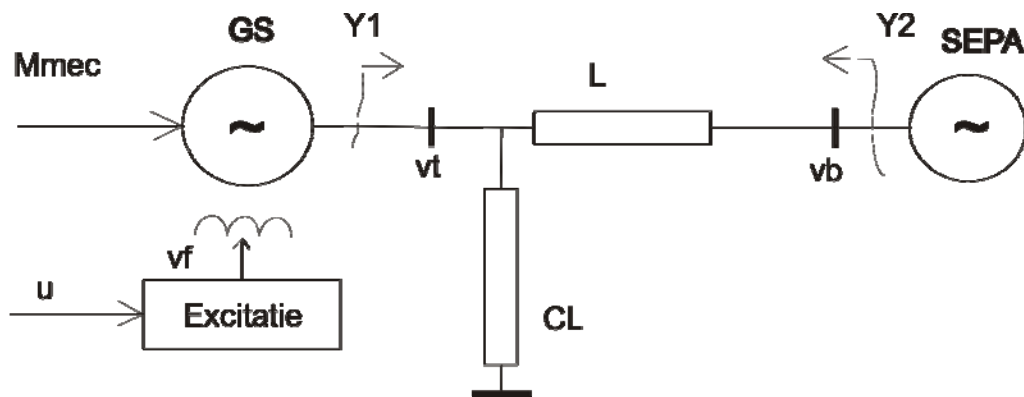 GS
Y1
Y2
SEPA
Mmec
L
~
~
vt
vb
vf
u
Excitatie
CL